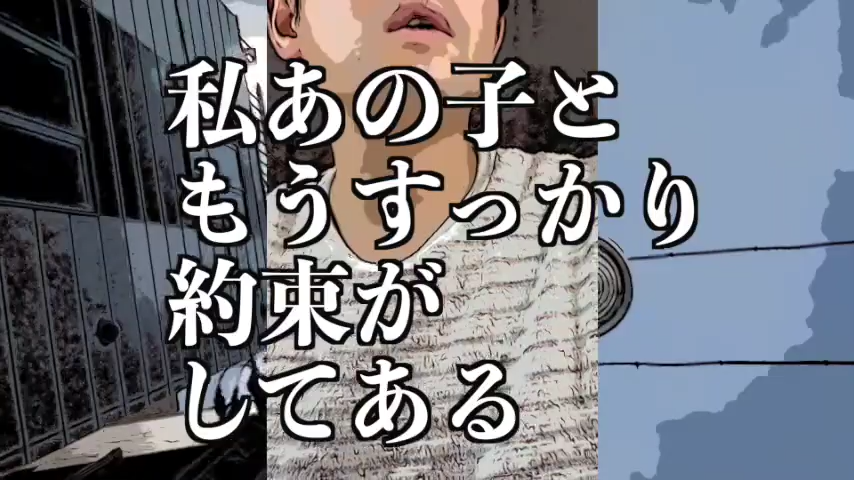 私あの子と
もうすっかり
約束が
してある